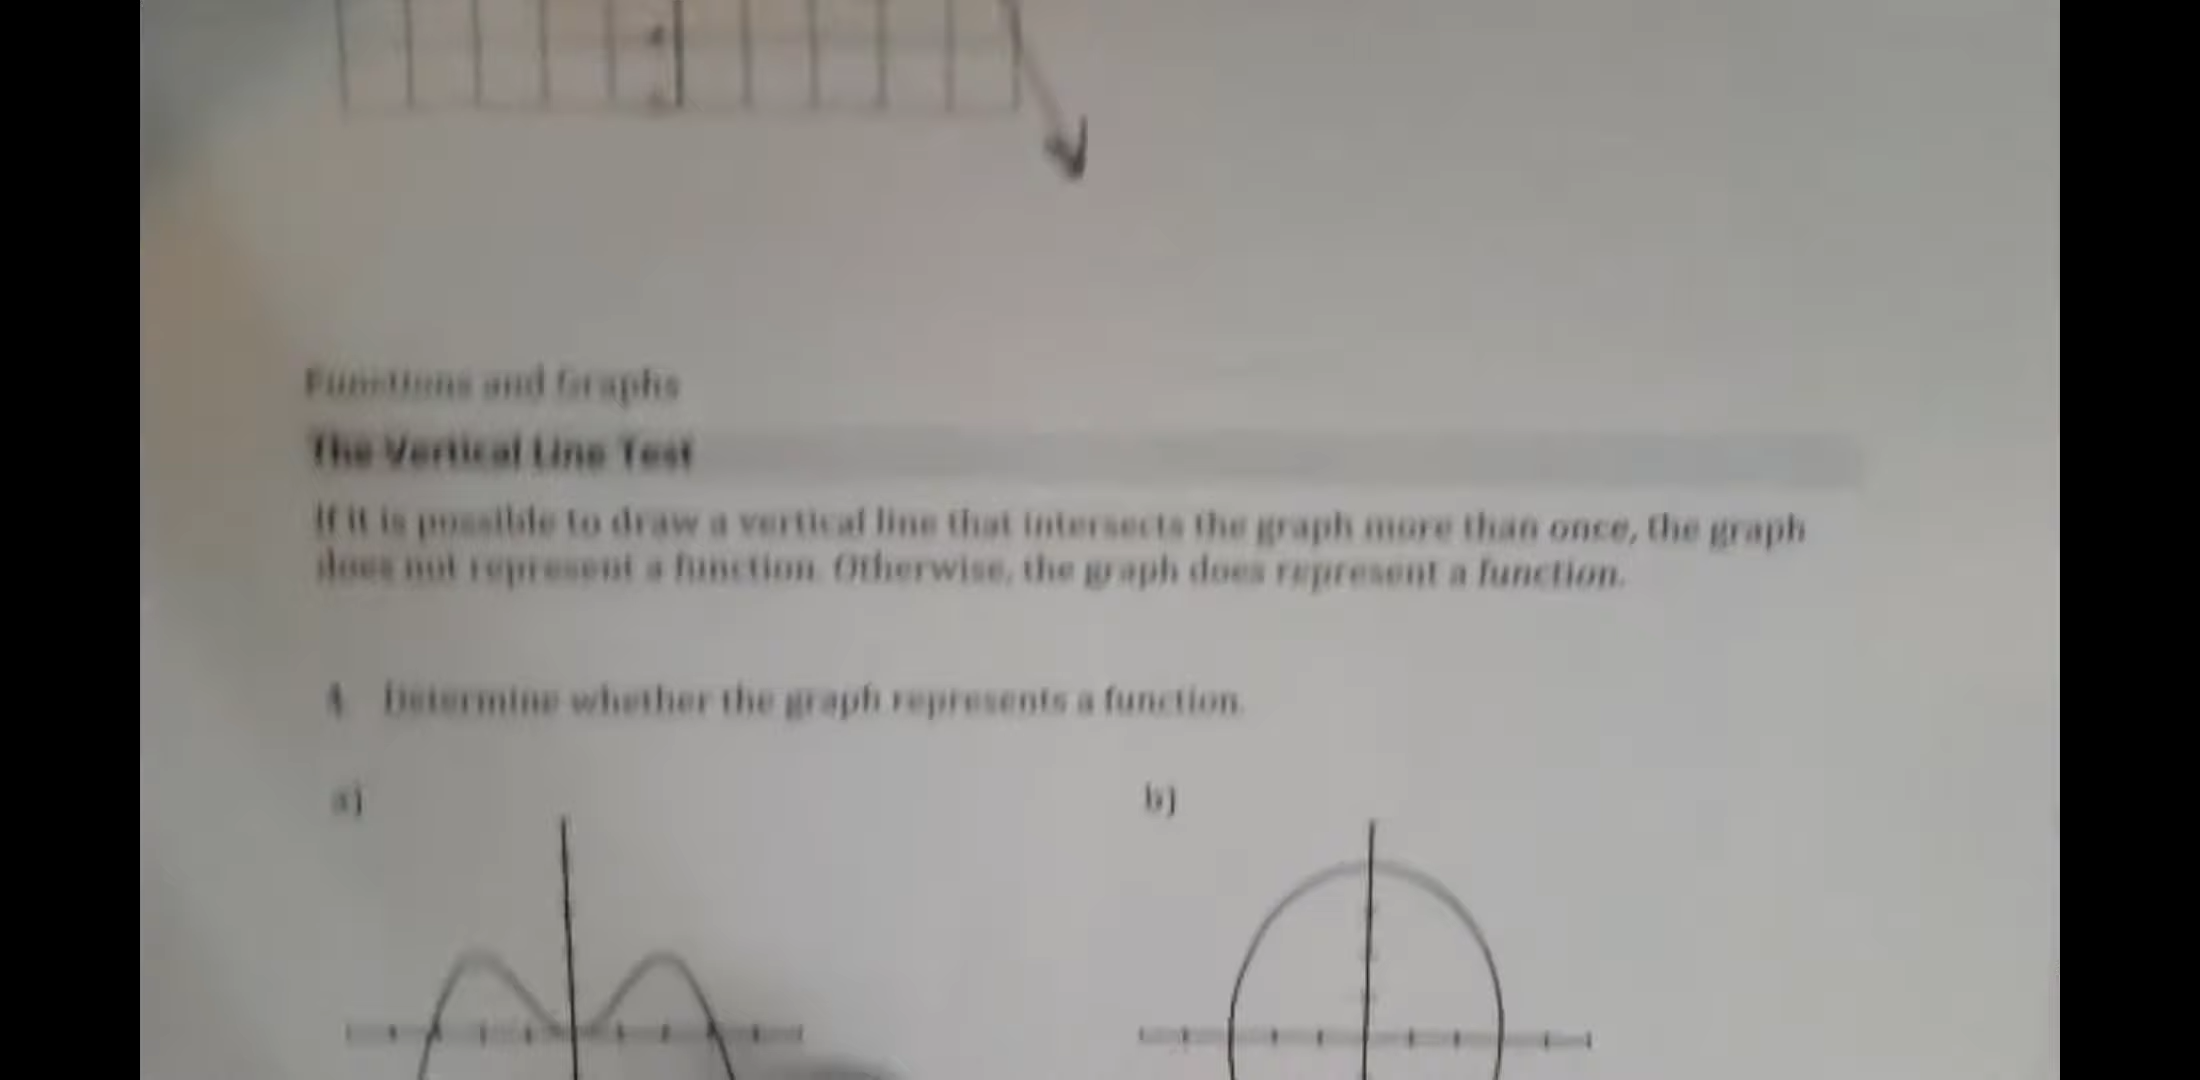 Functions and Graphs
The Vertical Line Test
If it is possible to draw a vertical line that intersects the graph more than once, the graph
does not represent a function. Otherwise, the graph does represent a function.
Determine whether the graph represents a function.
a)
b)